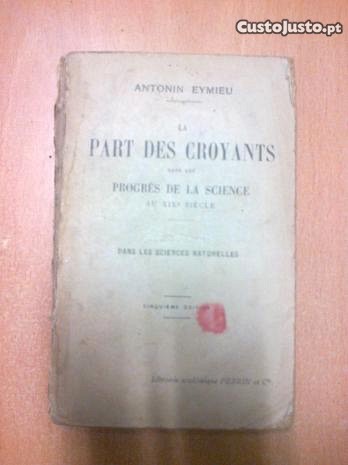 CustoJusto.pt
ANTONIN EYMIEU
LA
PART DES CROYANTS
DANS LES
PROGRÈS DE LA SCIENCE
AU XIXe SIÈCLE
DANS LES SCIENCES NATURELLES
CINQUIÈME
Librairie académique PERRIN et Cie